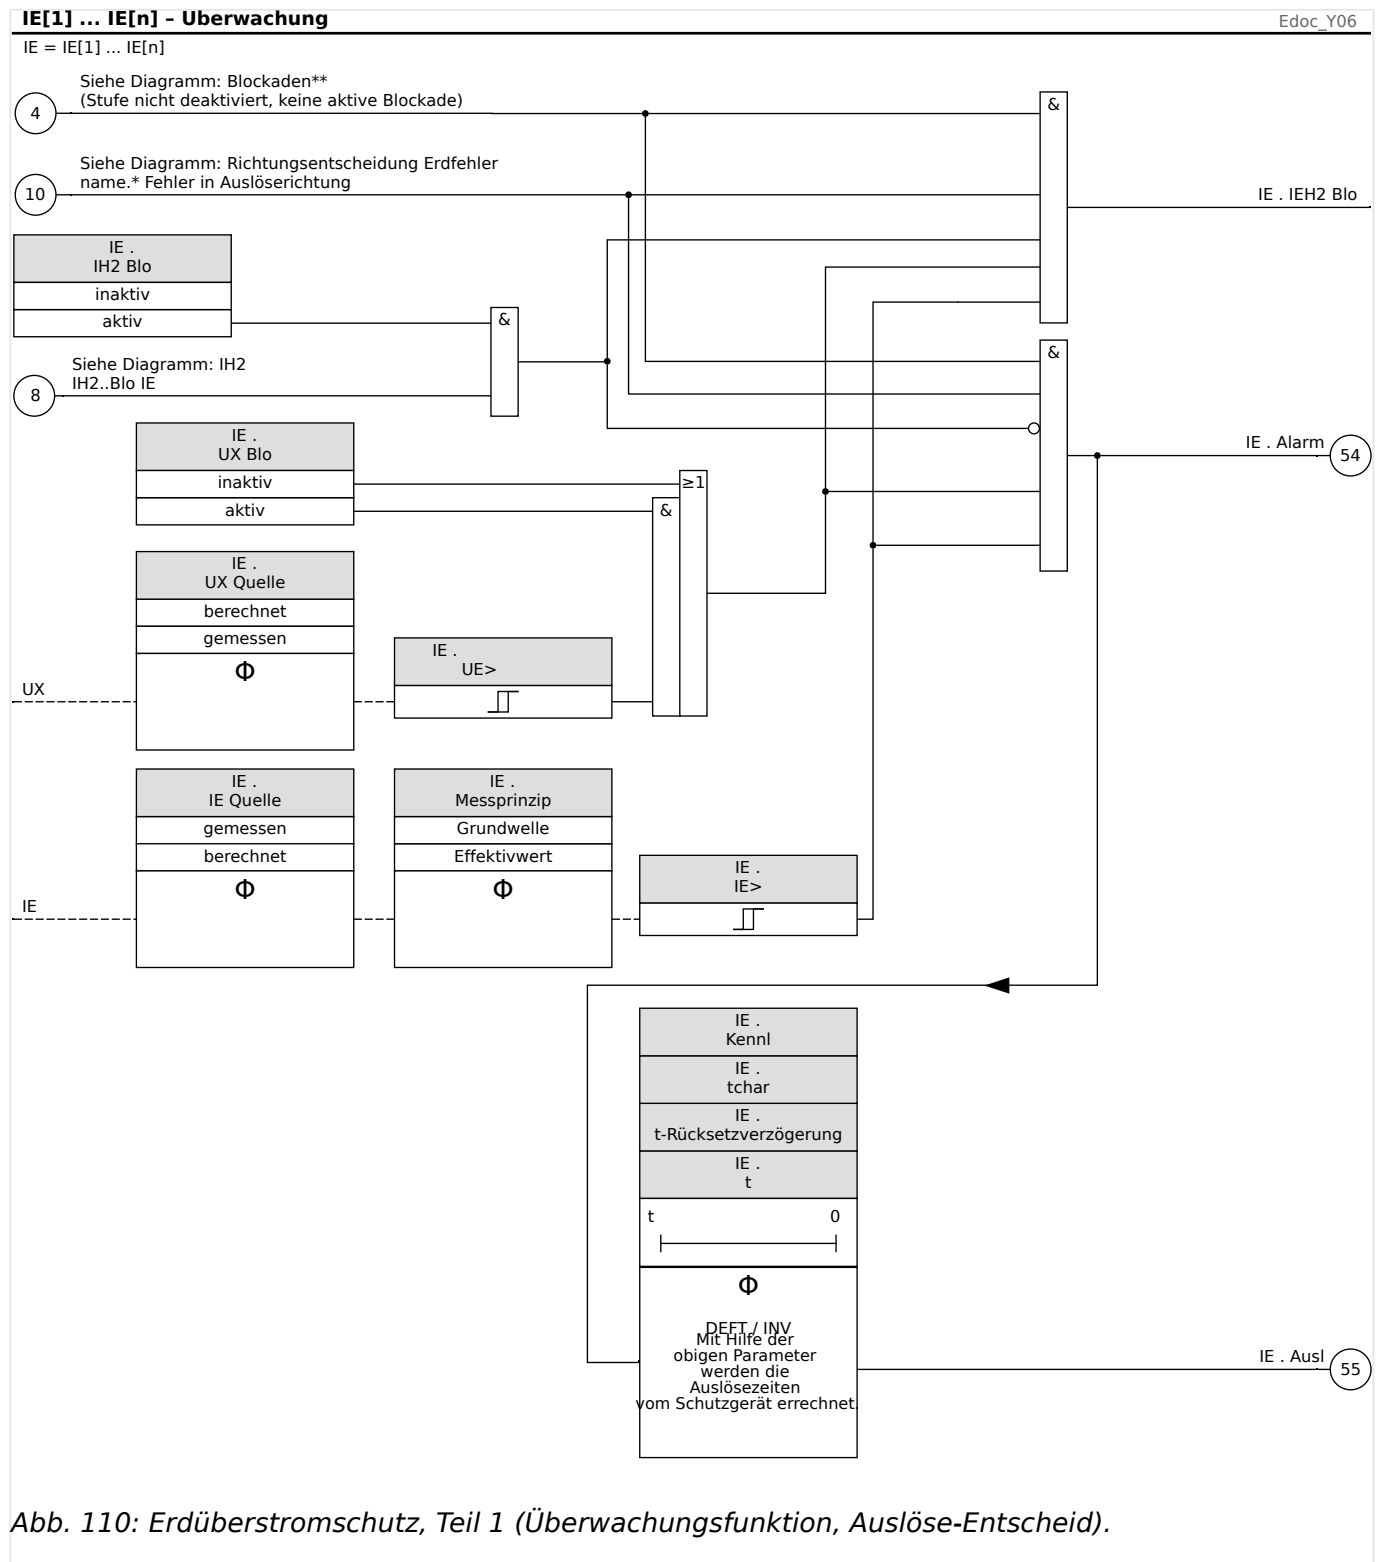 IE[1] ... IE[n] – Überwachung
Edoc_Y06
IE = IE[1] ... IE[n]
Siehe Diagramm: Blockaden**
(Stufe nicht deaktiviert, keine aktive Blockade)
4
&
Siehe Diagramm: Richtungsentscheidung Erdfehler
name.* Fehler in Auslöserichtung
10
IE . IEH2 Blo
IE .
IH2 Blo
inaktiv
aktiv
&
&
Siehe Diagramm: IH2
IH2..Blo IE
8
IE .
UX Blo
inaktiv
aktiv
≥1
&
IE . Alarm
54
IE .
UX Quelle
berechnet
gemessen
Φ
UX
IE .
UE>
IE .
IE Quelle
gemessen
berechnet
Φ
IE
IE .
Messprinzip
Grundwelle
Effektivwert
Φ
IE .
IE>
IE .
Kennl
IE .
tchar
IE .
t-Rücksetzverzögerung
IE .
t
t 0
Φ
DEFT / INV
Mit Hilfe der
obigen Parameter
werden die
Auslösezeiten
vom Schutzgerät errechnet.
IE . Ausl
55
Abb. 110: Erdüberstromschutz, Teil 1 (Überwachungsfunktion, Auslöse-Entscheid).